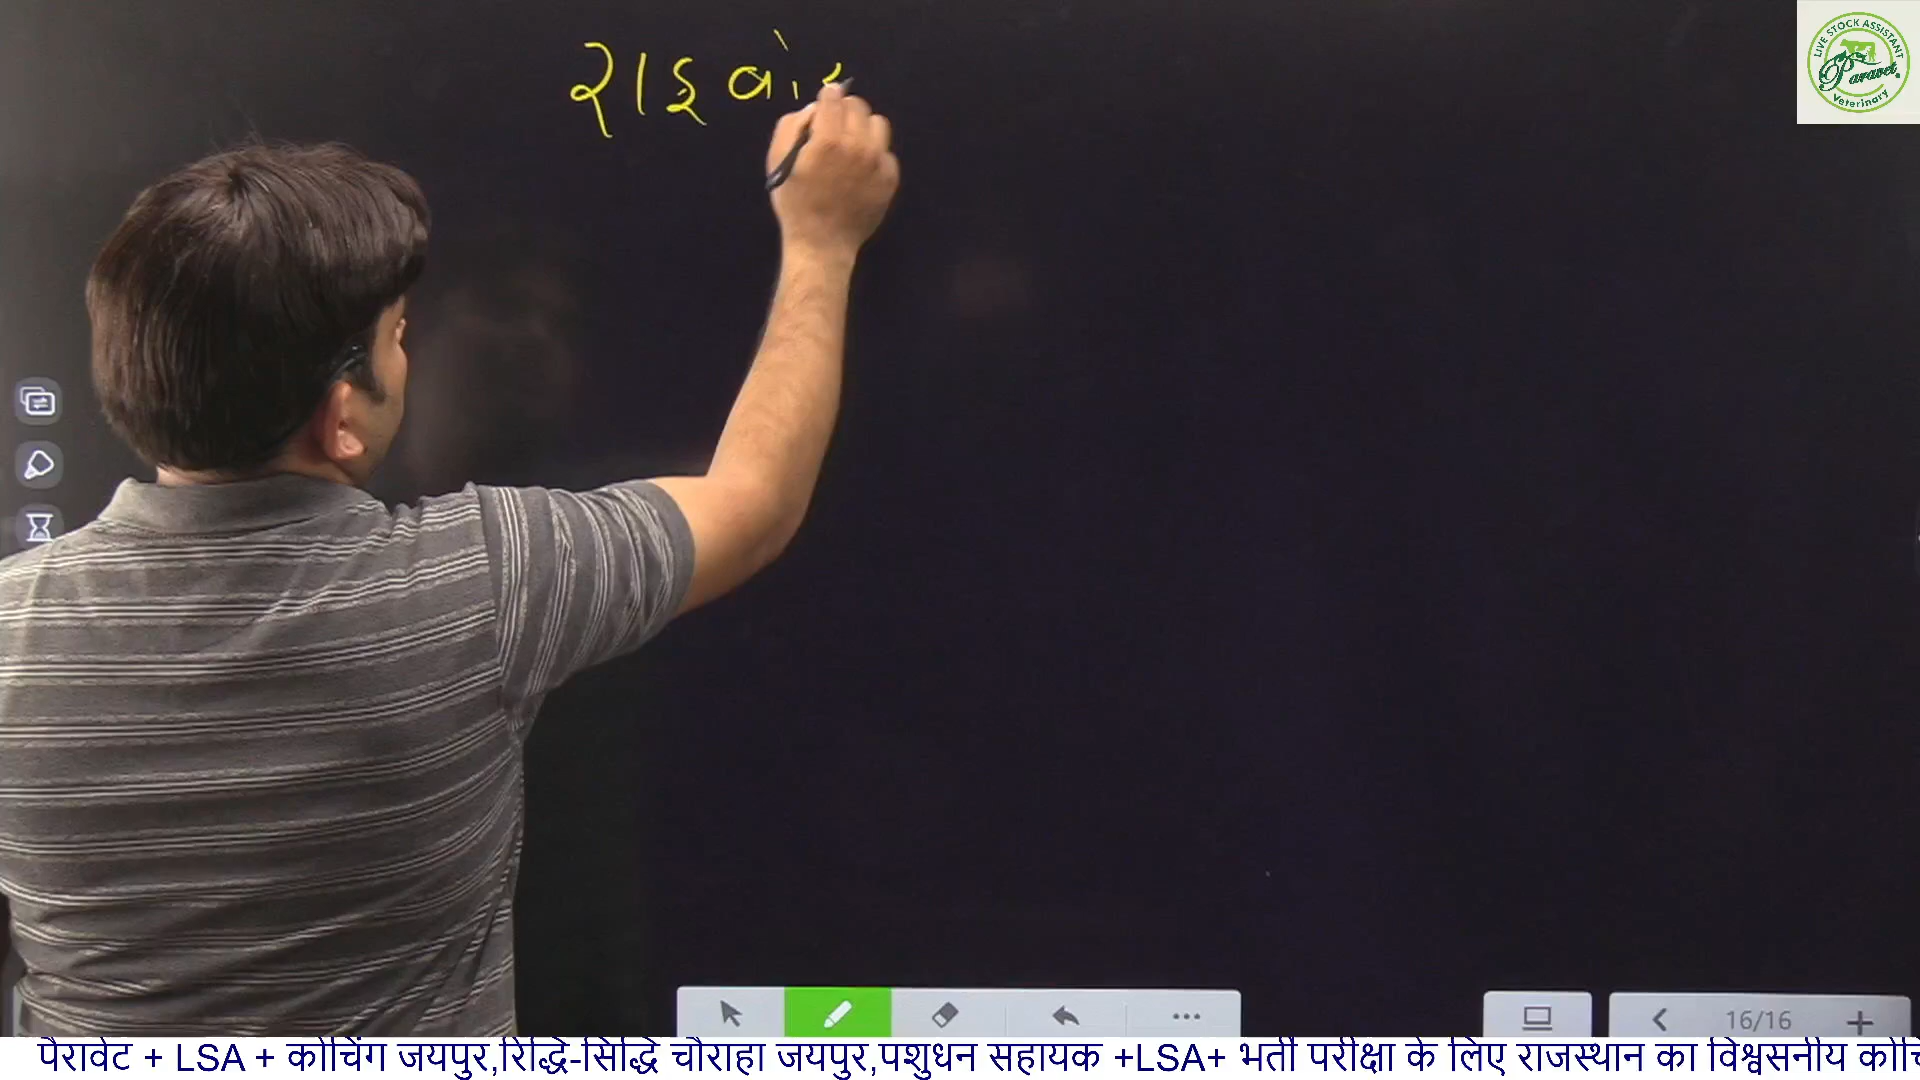 राइबो
LIVE STOCK ASSISTANT
Paravet
Veterinary
16/16
पैरावेट + LSA + कोचिंग जयपुर,रिद्धि-सिद्धि चौराहा जयपुर,पशुधन सहायक +LSA+ भर्ती परीक्षा के लिए राजस्थान का विश्वसनीय